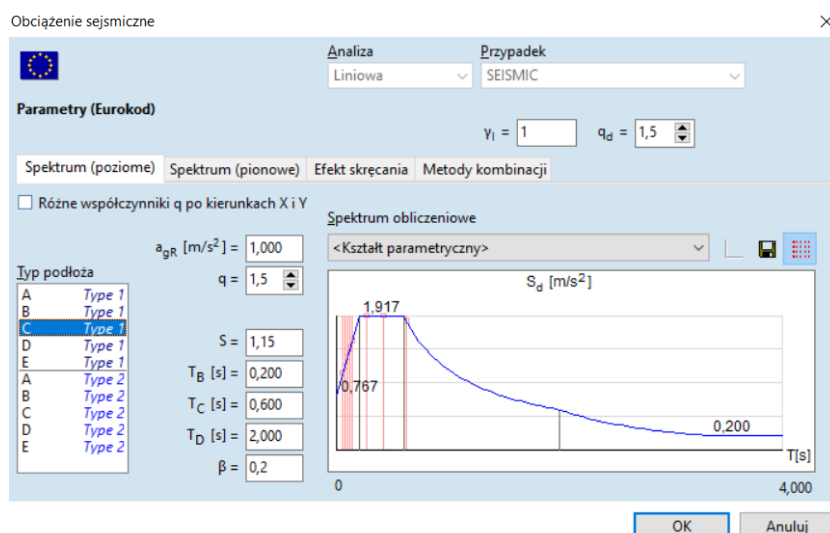 Obciążenie sejsmiczne
Analiza
Przypadek
Liniowa
SEISMIC
Parametry (Eurokod)
γI = 1
qd = 1,5
Spektrum (poziome) Spektrum (pionowe) Efekt skręcania Metody kombinacji
Różne współczynniki q po kierunkach X i Y
Spektrum obliczeniowe
agR [m/s²] = 1,000
<Kształt parametryczny>
Typ podłoża
q = 1,5
A Type 1
B Type 1
C Type 1
D Type 1
E Type 1
A Type 2
B Type 2
C Type 2
D Type 2
E Type 2
S = 1,15
TB [s] = 0,200
TC [s] = 0,600
TD [s] = 2,000
β = 0,2
Sd [m/s²]
1,917
0,767
0,200
T[s]
0
4,000
OK
Anuluj